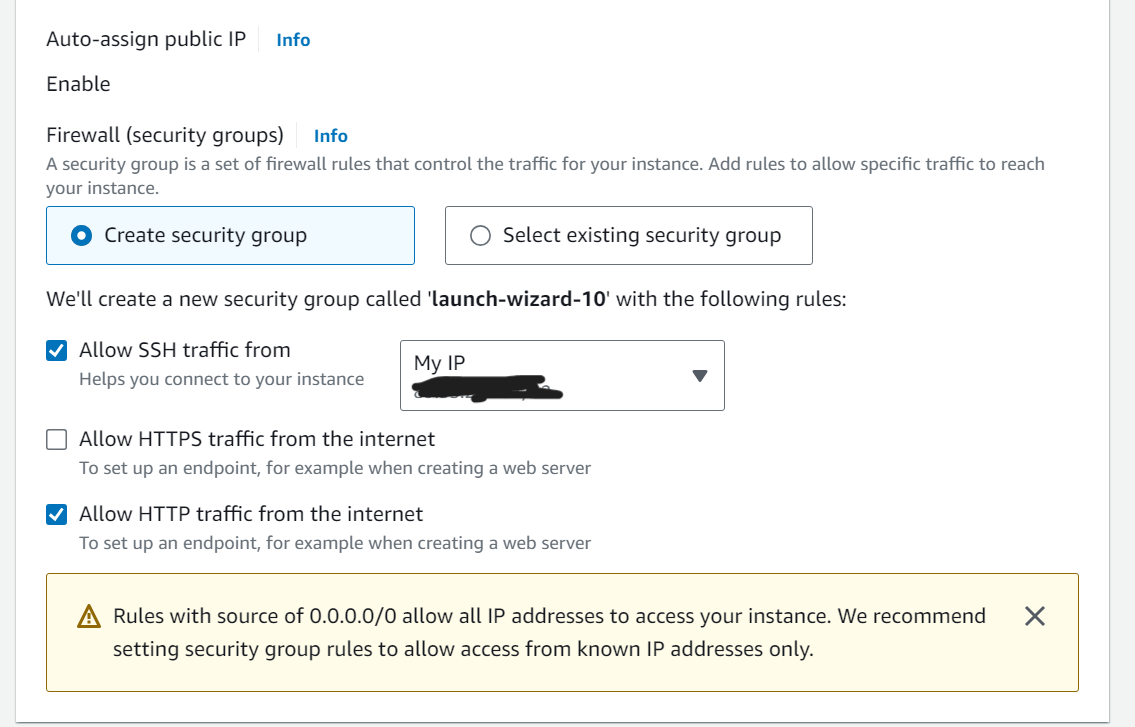 Auto-assign public IP Info
Enable
Firewall (security groups) Info
A security group is a set of firewall rules that control the traffic for your instance. Add rules to allow specific traffic to reach
your instance.
Create security group Select existing security group
We'll create a new security group called 'launch-wizard-10' with the following rules:
Allow SSH traffic from
Helps you connect to your instance
My IP
Allow HTTPS traffic from the internet
To set up an endpoint, for example when creating a web server
Allow HTTP traffic from the internet
To set up an endpoint, for example when creating a web server
Rules with source of 0.0.0.0/0 allow all IP addresses to access your instance. We recommend
setting security group rules to allow access from known IP addresses only.